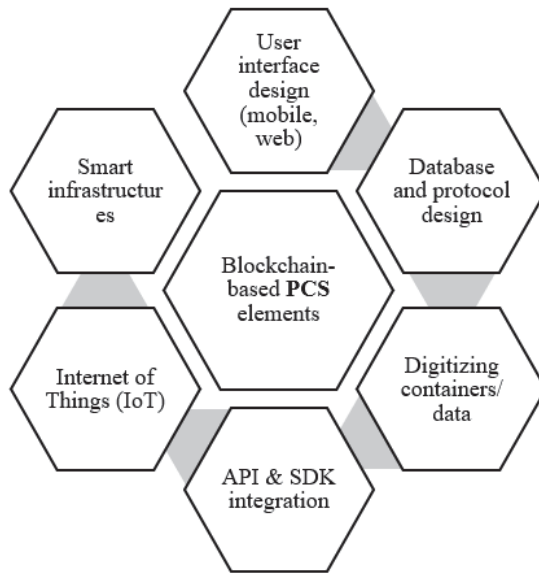 User
interface
design
(mobile,
web)
Database
and protocol
design
Digitizing
containers/
data
API & SDK
integration
Internet of
Things (IoT)
Smart
infrastructur
es
Blockchain-
based PCS
elements